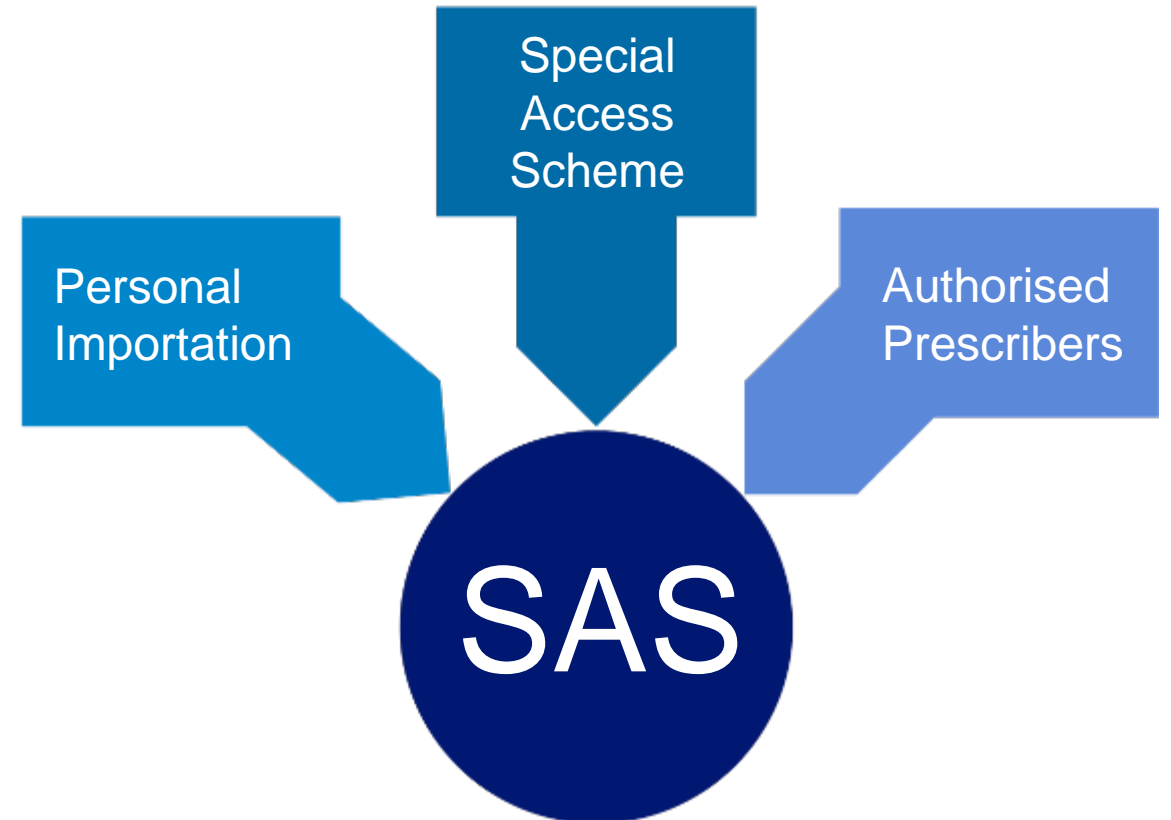 Special
Access
Scheme
Personal
Importation
Authorised
Prescribers
SAS